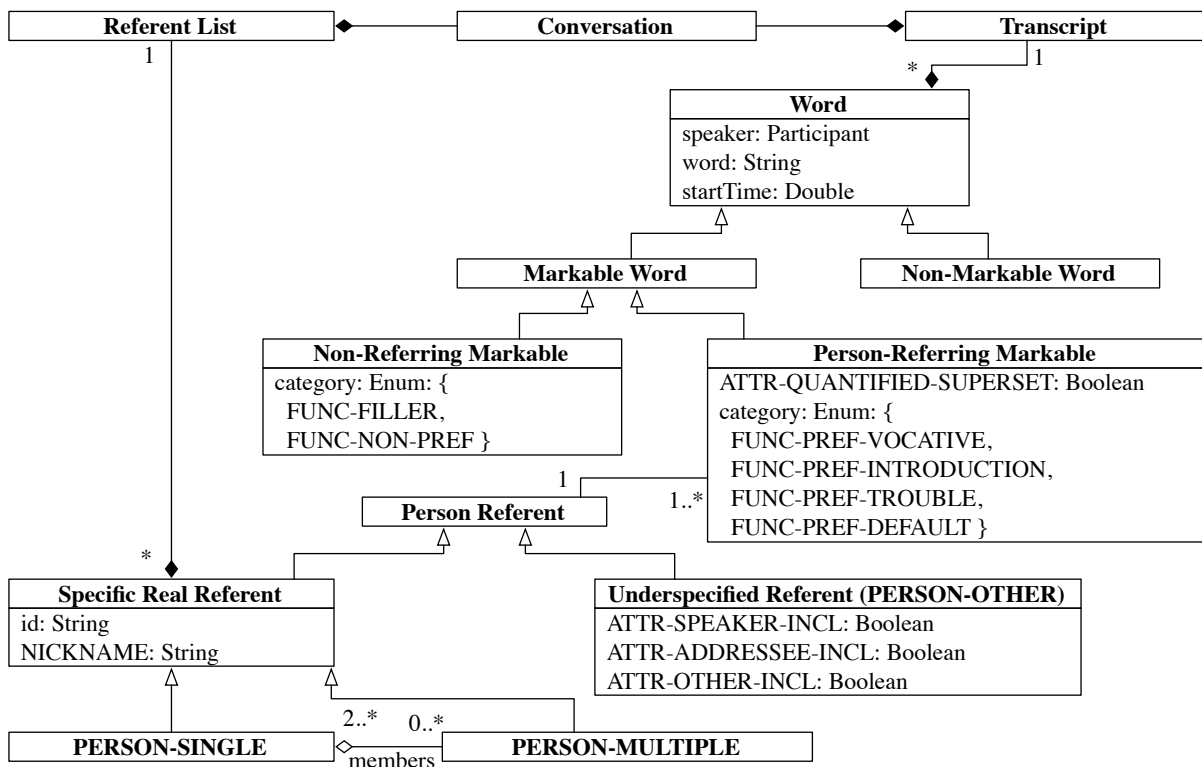 Referent List
Conversation
Transcript
1
*
1
Word
speaker: Participant
word: String
startTime: Double
Markable Word
Non-Markable Word
Non-Referring Markable
category: Enum: {
FUNC-FILLER,
FUNC-NON-PREF }
Person-Referring Markable
ATTR-QUANTIFIED-SUPERSET: Boolean
category: Enum: {
FUNC-PREF-VOCATIVE,
FUNC-PREF-INTRODUCTION,
FUNC-PREF-TROUBLE,
FUNC-PREF-DEFAULT }
1
1..*
Person Referent
*
Specific Real Referent
id: String
NICKNAME: String
Underspecified Referent (PERSON-OTHER)
ATTR-SPEAKER-INCL: Boolean
ATTR-ADDRESSEE-INCL: Boolean
ATTR-OTHER-INCL: Boolean
2..*
0..*
PERSON-SINGLE
members
PERSON-MULTIPLE